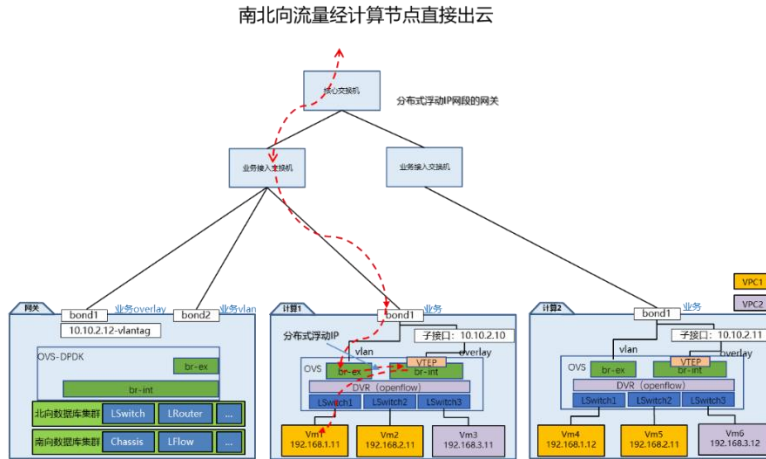 南北向流量经计算节点直接出云
核心交换机
分布式浮动IP网段的网关
业务接入交换机
业务接入交换机
VPC1
VPC2
网关
bond1
业务overlay
业务vlan
bond2
10.10.2.12-vlantag
OVS-DPDK
br-ex
br-int
北向数据库集群
LSwitch
LRouter
...
南向数据库集群
Chassis
LFlow
...
计算1
业务
bond1
分布式浮动IP
子接口：10.10.2.10
vlan
overlay
VTEP
OVS
br-ex
br-int
DVR（openflow）
LSwitch1
LSwitch2
LSwitch3
Vm1
192.168.1.11
Vm2
192.168.2.11
Vm3
192.168.3.11
计算2
业务
bond1
子接口：10.10.2.11
vlan
overlay
VTEP
OVS
br-ex
br-int
DVR（openflow）
LSwitch1
LSwitch2
LSwitch3
Vm4
192.168.1.12
Vm5
192.168.2.11
Vm6
192.168.3.12